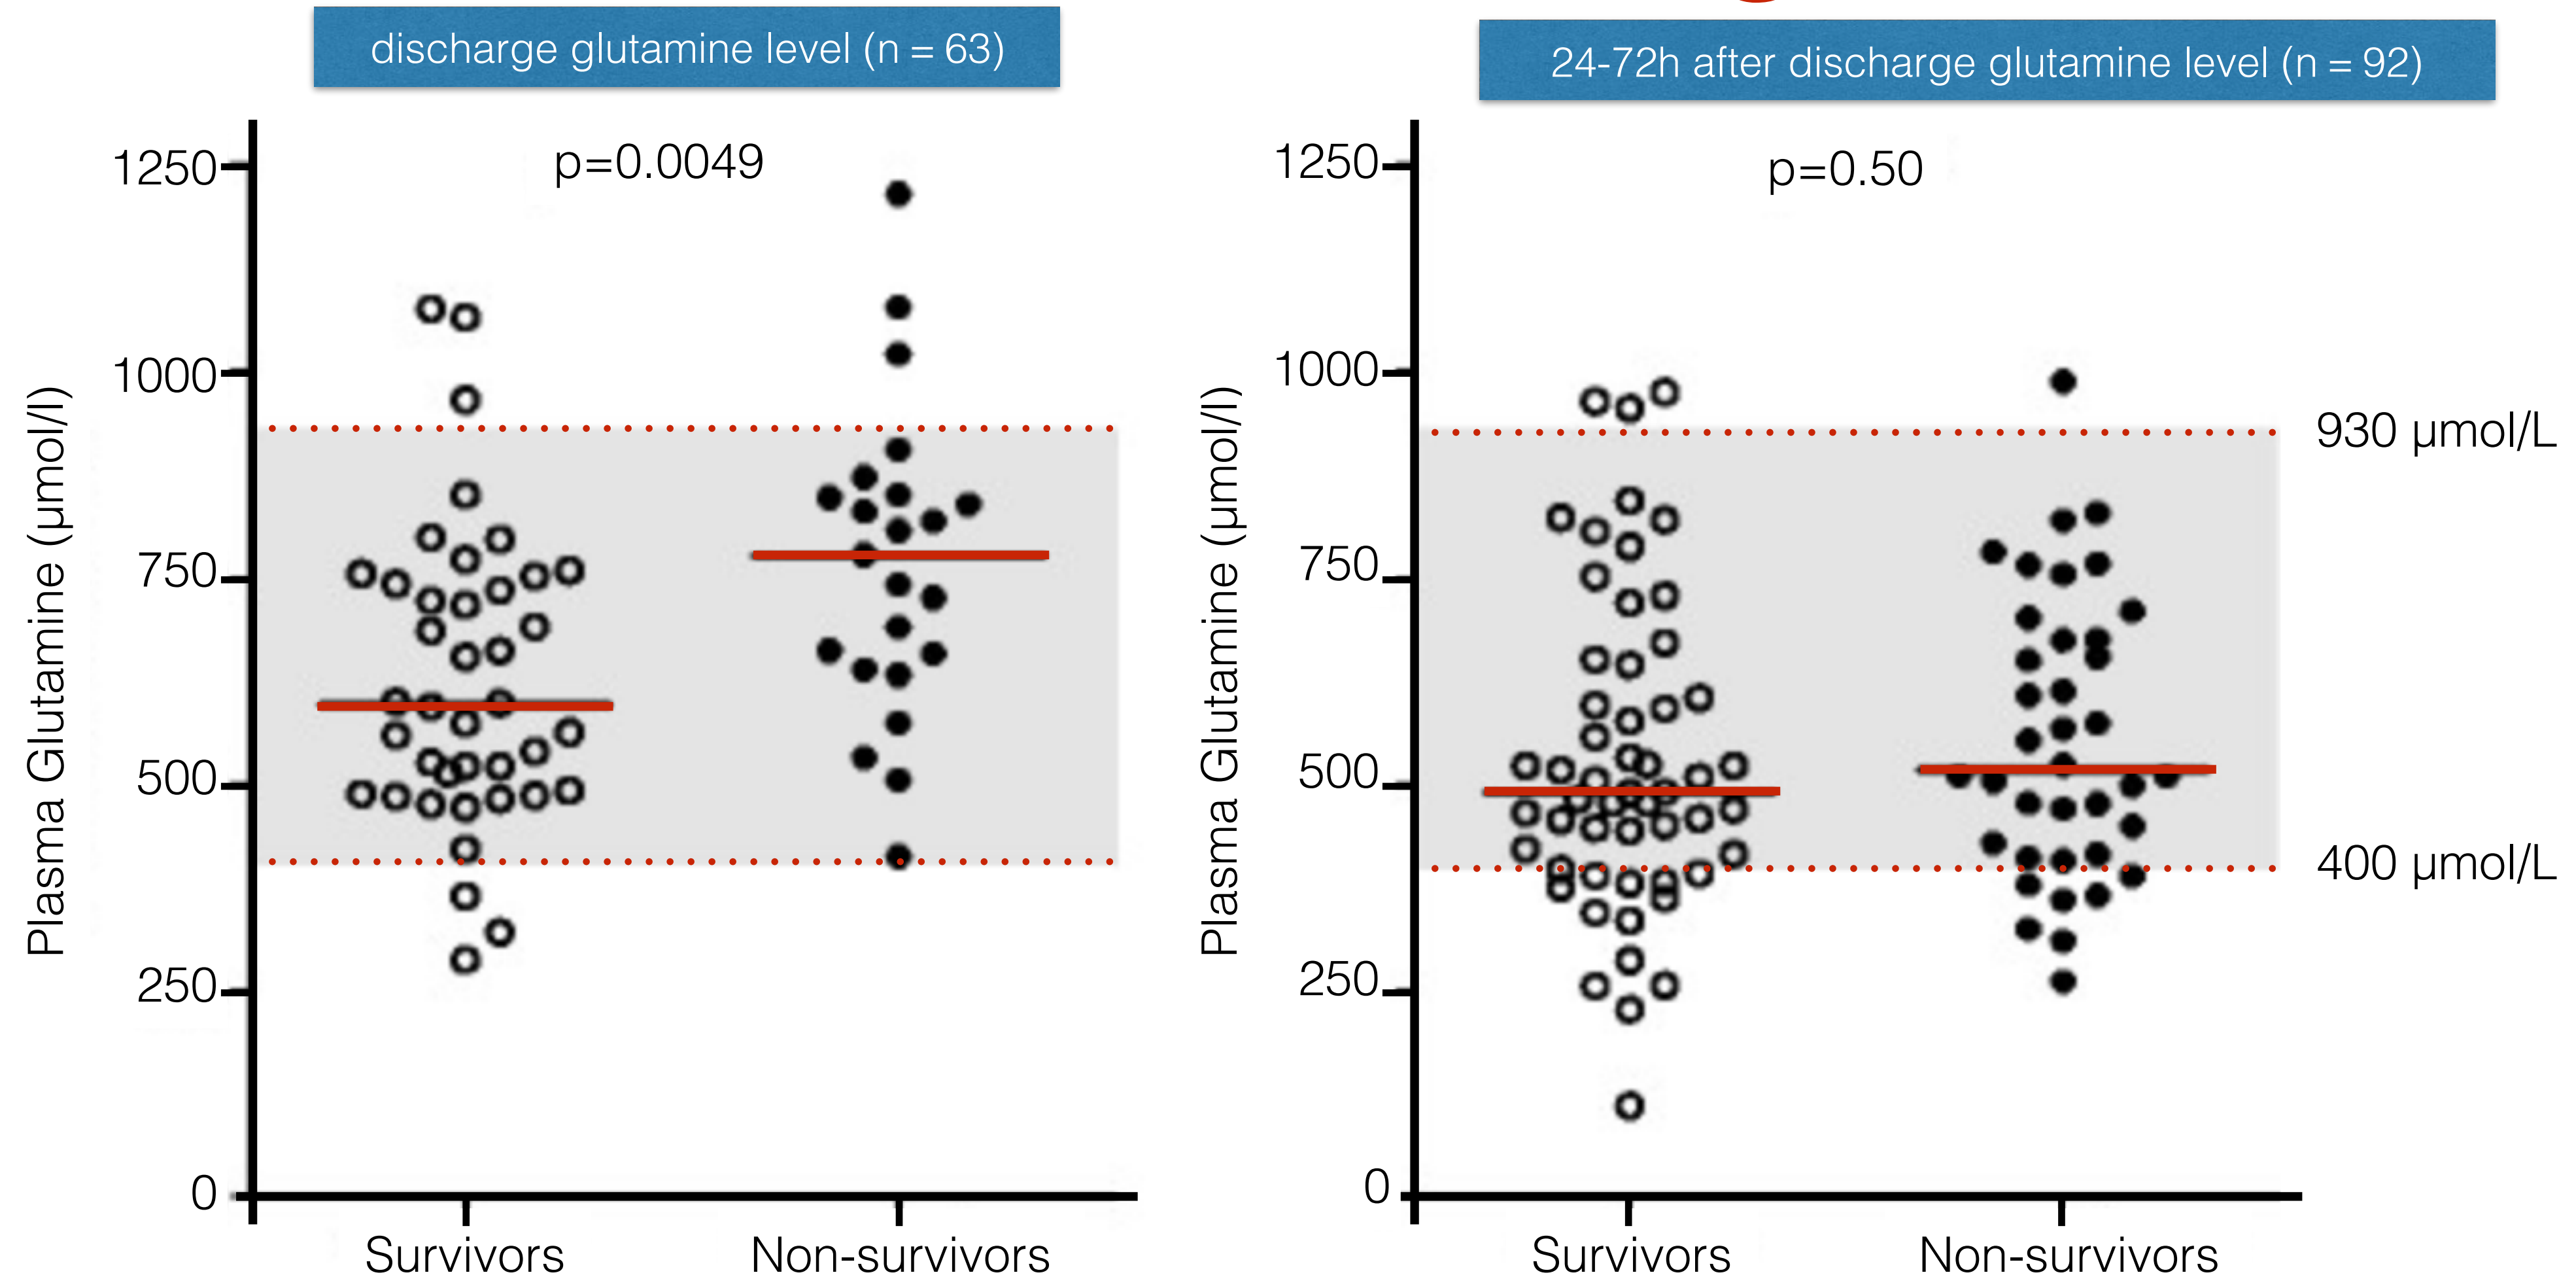 discharge glutamine level (n = 63)
p=0.0049
Plasma Glutamine (μmol/l)
1250
1000
750
500
250
0
Survivors
Non-survivors
24-72h after discharge glutamine level (n = 92)
p=0.50
Plasma Glutamine (μmol/l)
1250
1000
750
500
250
0
930 μmol/L
400 μmol/L
Survivors
Non-survivors